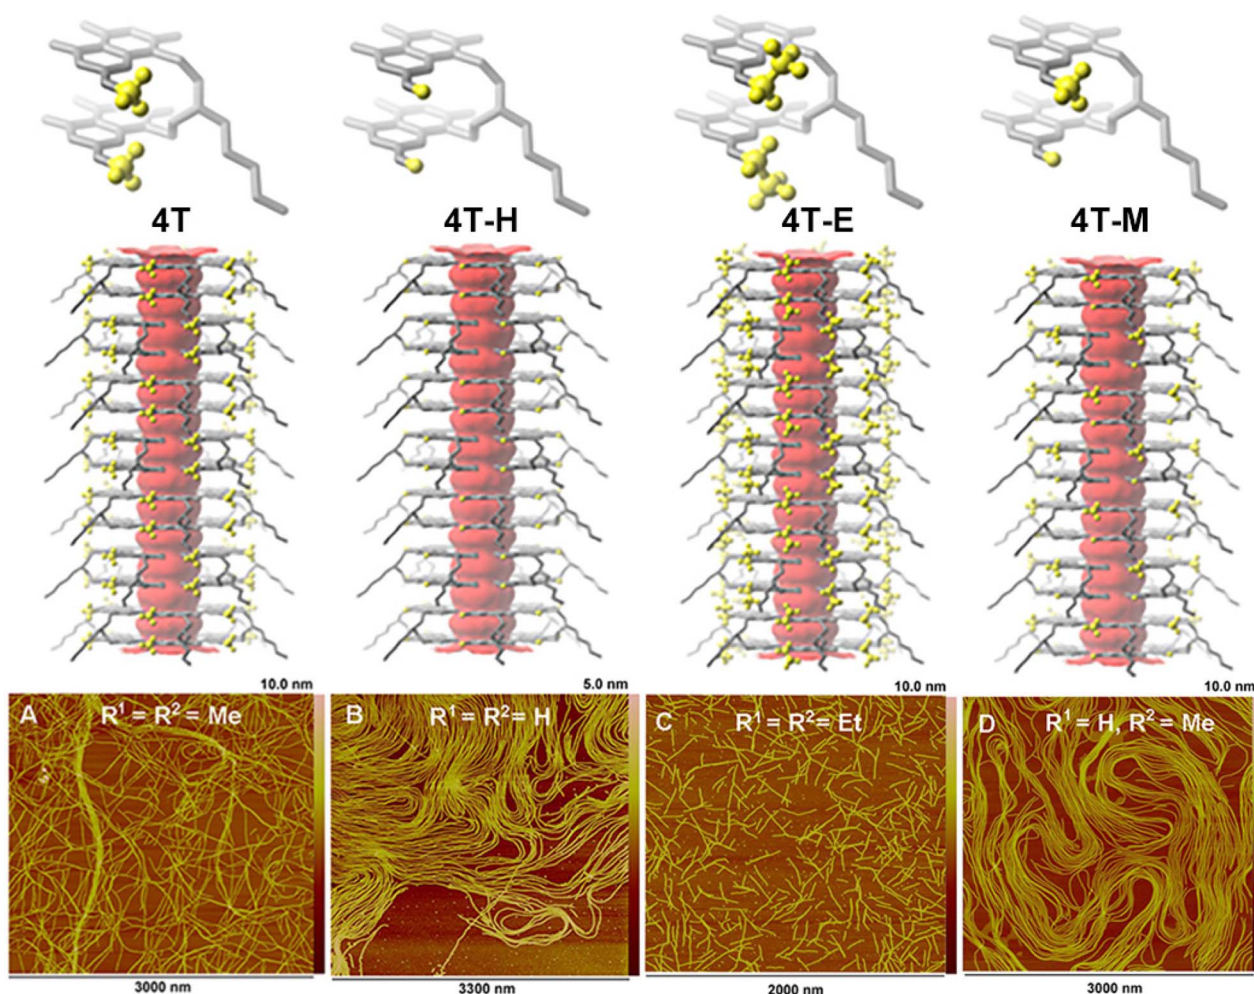 4T
4T-H
4T-E
4T-M
10.0 nm
5.0 nm
10.0 nm
10.0 nm
A R¹ = R² = Me
B R¹ = R² = H
C R¹ = R² = Et
D R¹ = H, R² = Me
3000 nm
3300 nm
2000 nm
3000 nm